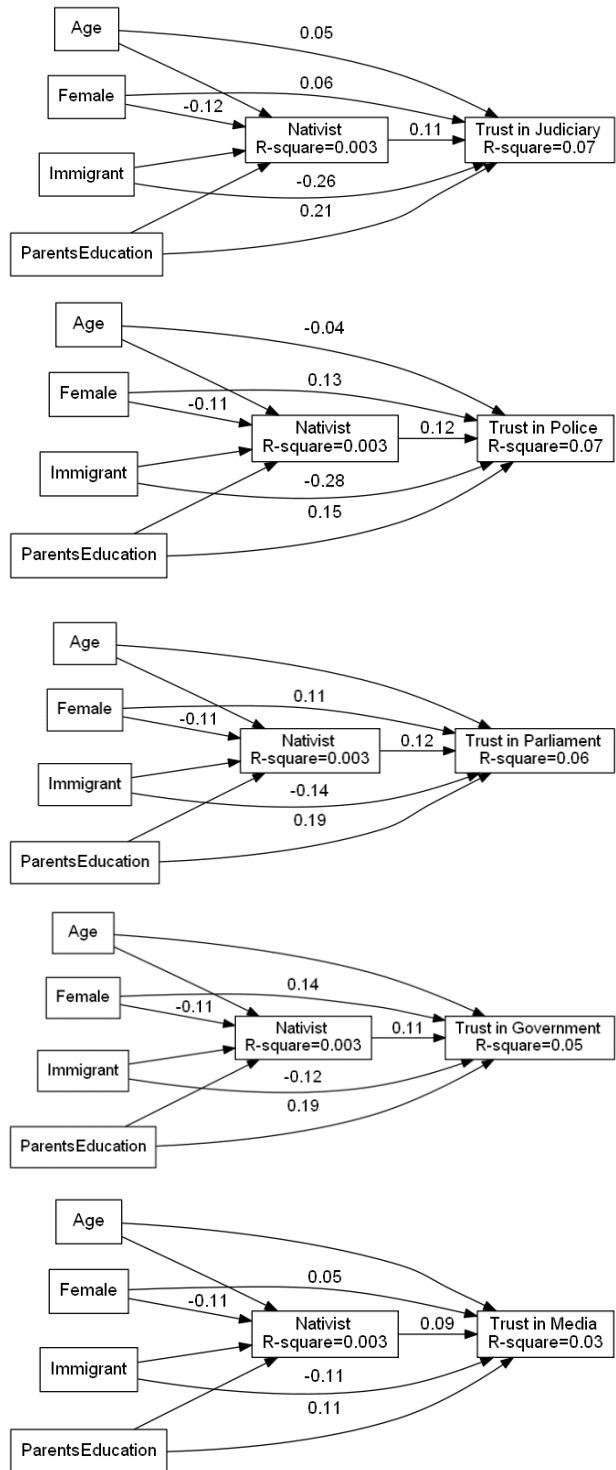 Age
0.05
Female
0.06
-0.12
Nativist
R-square=0.003
0.11
Trust in Judiciary
R-square=0.07
Immigrant
-0.26
0.21
ParentsEducation
Age
-0.04
Female
0.13
-0.11
Nativist
R-square=0.003
0.12
Trust in Police
R-square=0.07
Immigrant
-0.28
0.15
ParentsEducation
Age
Female
0.11
-0.11
Nativist
R-square=0.003
0.12
Trust in Parliament
R-square=0.06
Immigrant
-0.14
0.19
ParentsEducation
Age
Female
0.14
-0.11
Nativist
R-square=0.003
0.11
Trust in Government
R-square=0.05
Immigrant
-0.12
0.19
ParentsEducation
Age
Female
0.05
-0.11
Nativist
R-square=0.003
0.09
Trust in Media
R-square=0.03
Immigrant
-0.11
0.11
ParentsEducation